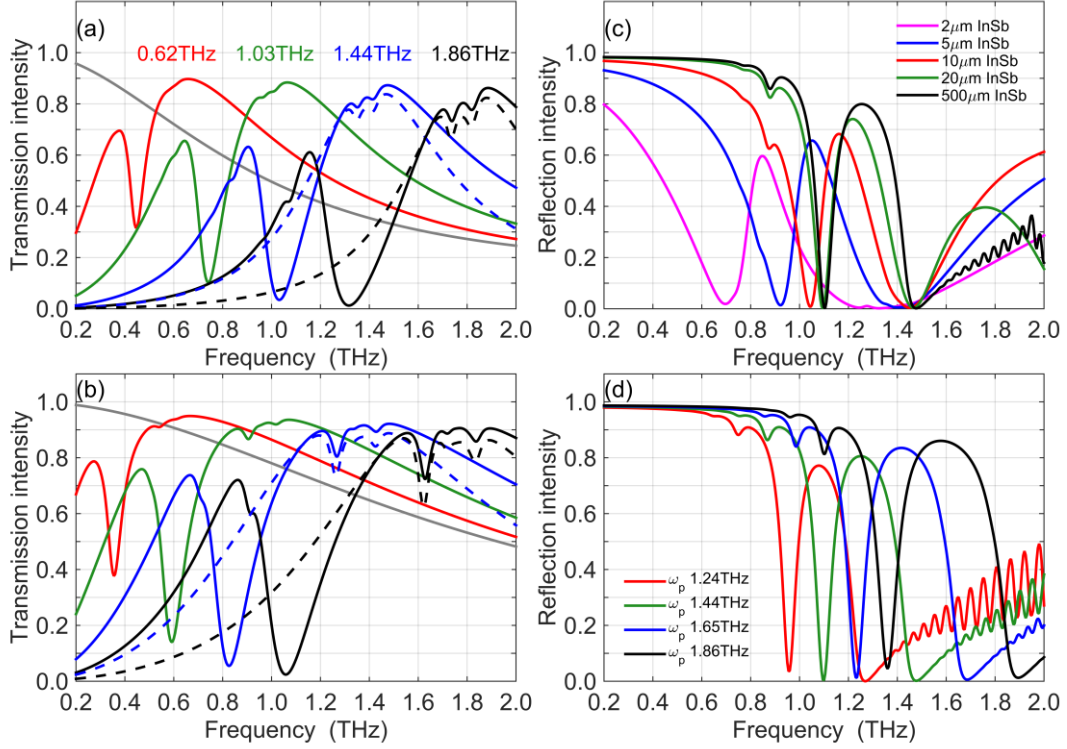 (a)
0.62THz 1.03THz 1.44THz 1.86THz
Transmission intensity
1.0
0.8
0.6
0.4
0.2
0.0
0.2 0.4 0.6 0.8 1.0 1.2 1.4 1.6 1.8 2.0
Frequency (THz)
(c)
2μm InSb
5μm InSb
10μm InSb
20μm InSb
500μm InSb
Reflection intensity
1.0
0.8
0.6
0.4
0.2
0.0
0.2 0.4 0.6 0.8 1.0 1.2 1.4 1.6 1.8 2.0
Frequency (THz)
(b)
Transmission intensity
1.0
0.8
0.6
0.4
0.2
0.0
0.2 0.4 0.6 0.8 1.0 1.2 1.4 1.6 1.8 2.0
Frequency (THz)
(d)
Reflection intensity
1.0
0.8
0.6
0.4
0.2
0.0
ωp 1.24THz
ωp 1.44THz
ωp 1.65THz
ωp 1.86THz
0.2 0.4 0.6 0.8 1.0 1.2 1.4 1.6 1.8 2.0
Frequency (THz)